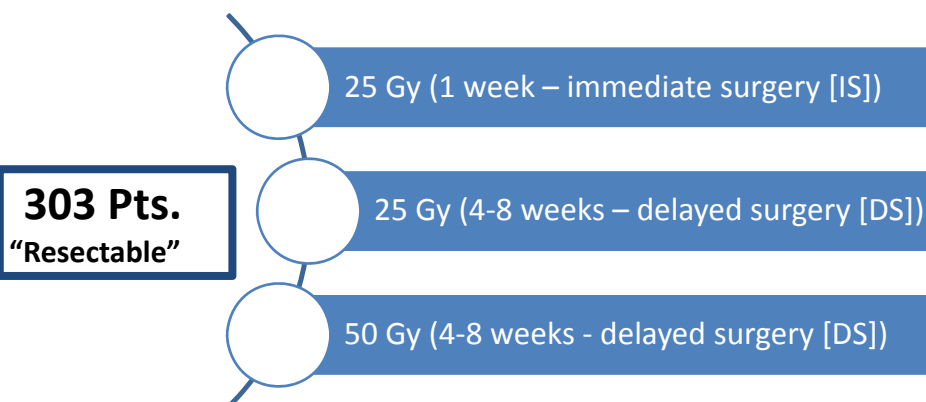 25 Gy (1 week – immediate surgery [IS])
303 Pts.
“Resectable”
25 Gy (4-8 weeks – delayed surgery [DS])
50 Gy (4-8 weeks - delayed surgery [DS])